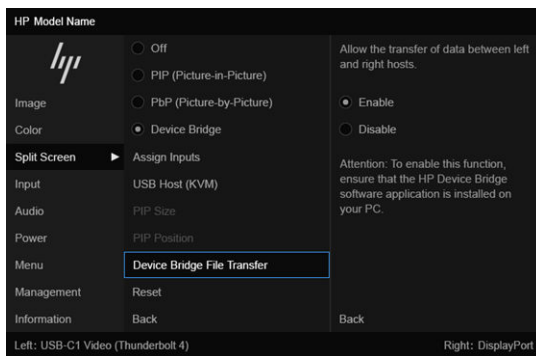 HP Model Name
hp
Image
Color
Split Screen
Input
Audio
Power
Menu
Management
Information
Off
PIP (Picture-in-Picture)
PbP (Picture-by-Picture)
Device Bridge
Assign Inputs
USB Host (KVM)
PIP Size
PIP Position
Device Bridge File Transfer
Reset
Back
Allow the transfer of data between left
and right hosts.
Enable
Disable
Attention: To enable this function,
ensure that the HP Device Bridge
software application is installed on
your PC.
Back
Left: USB-C1 Video (Thunderbolt 4)
Right: DisplayPort